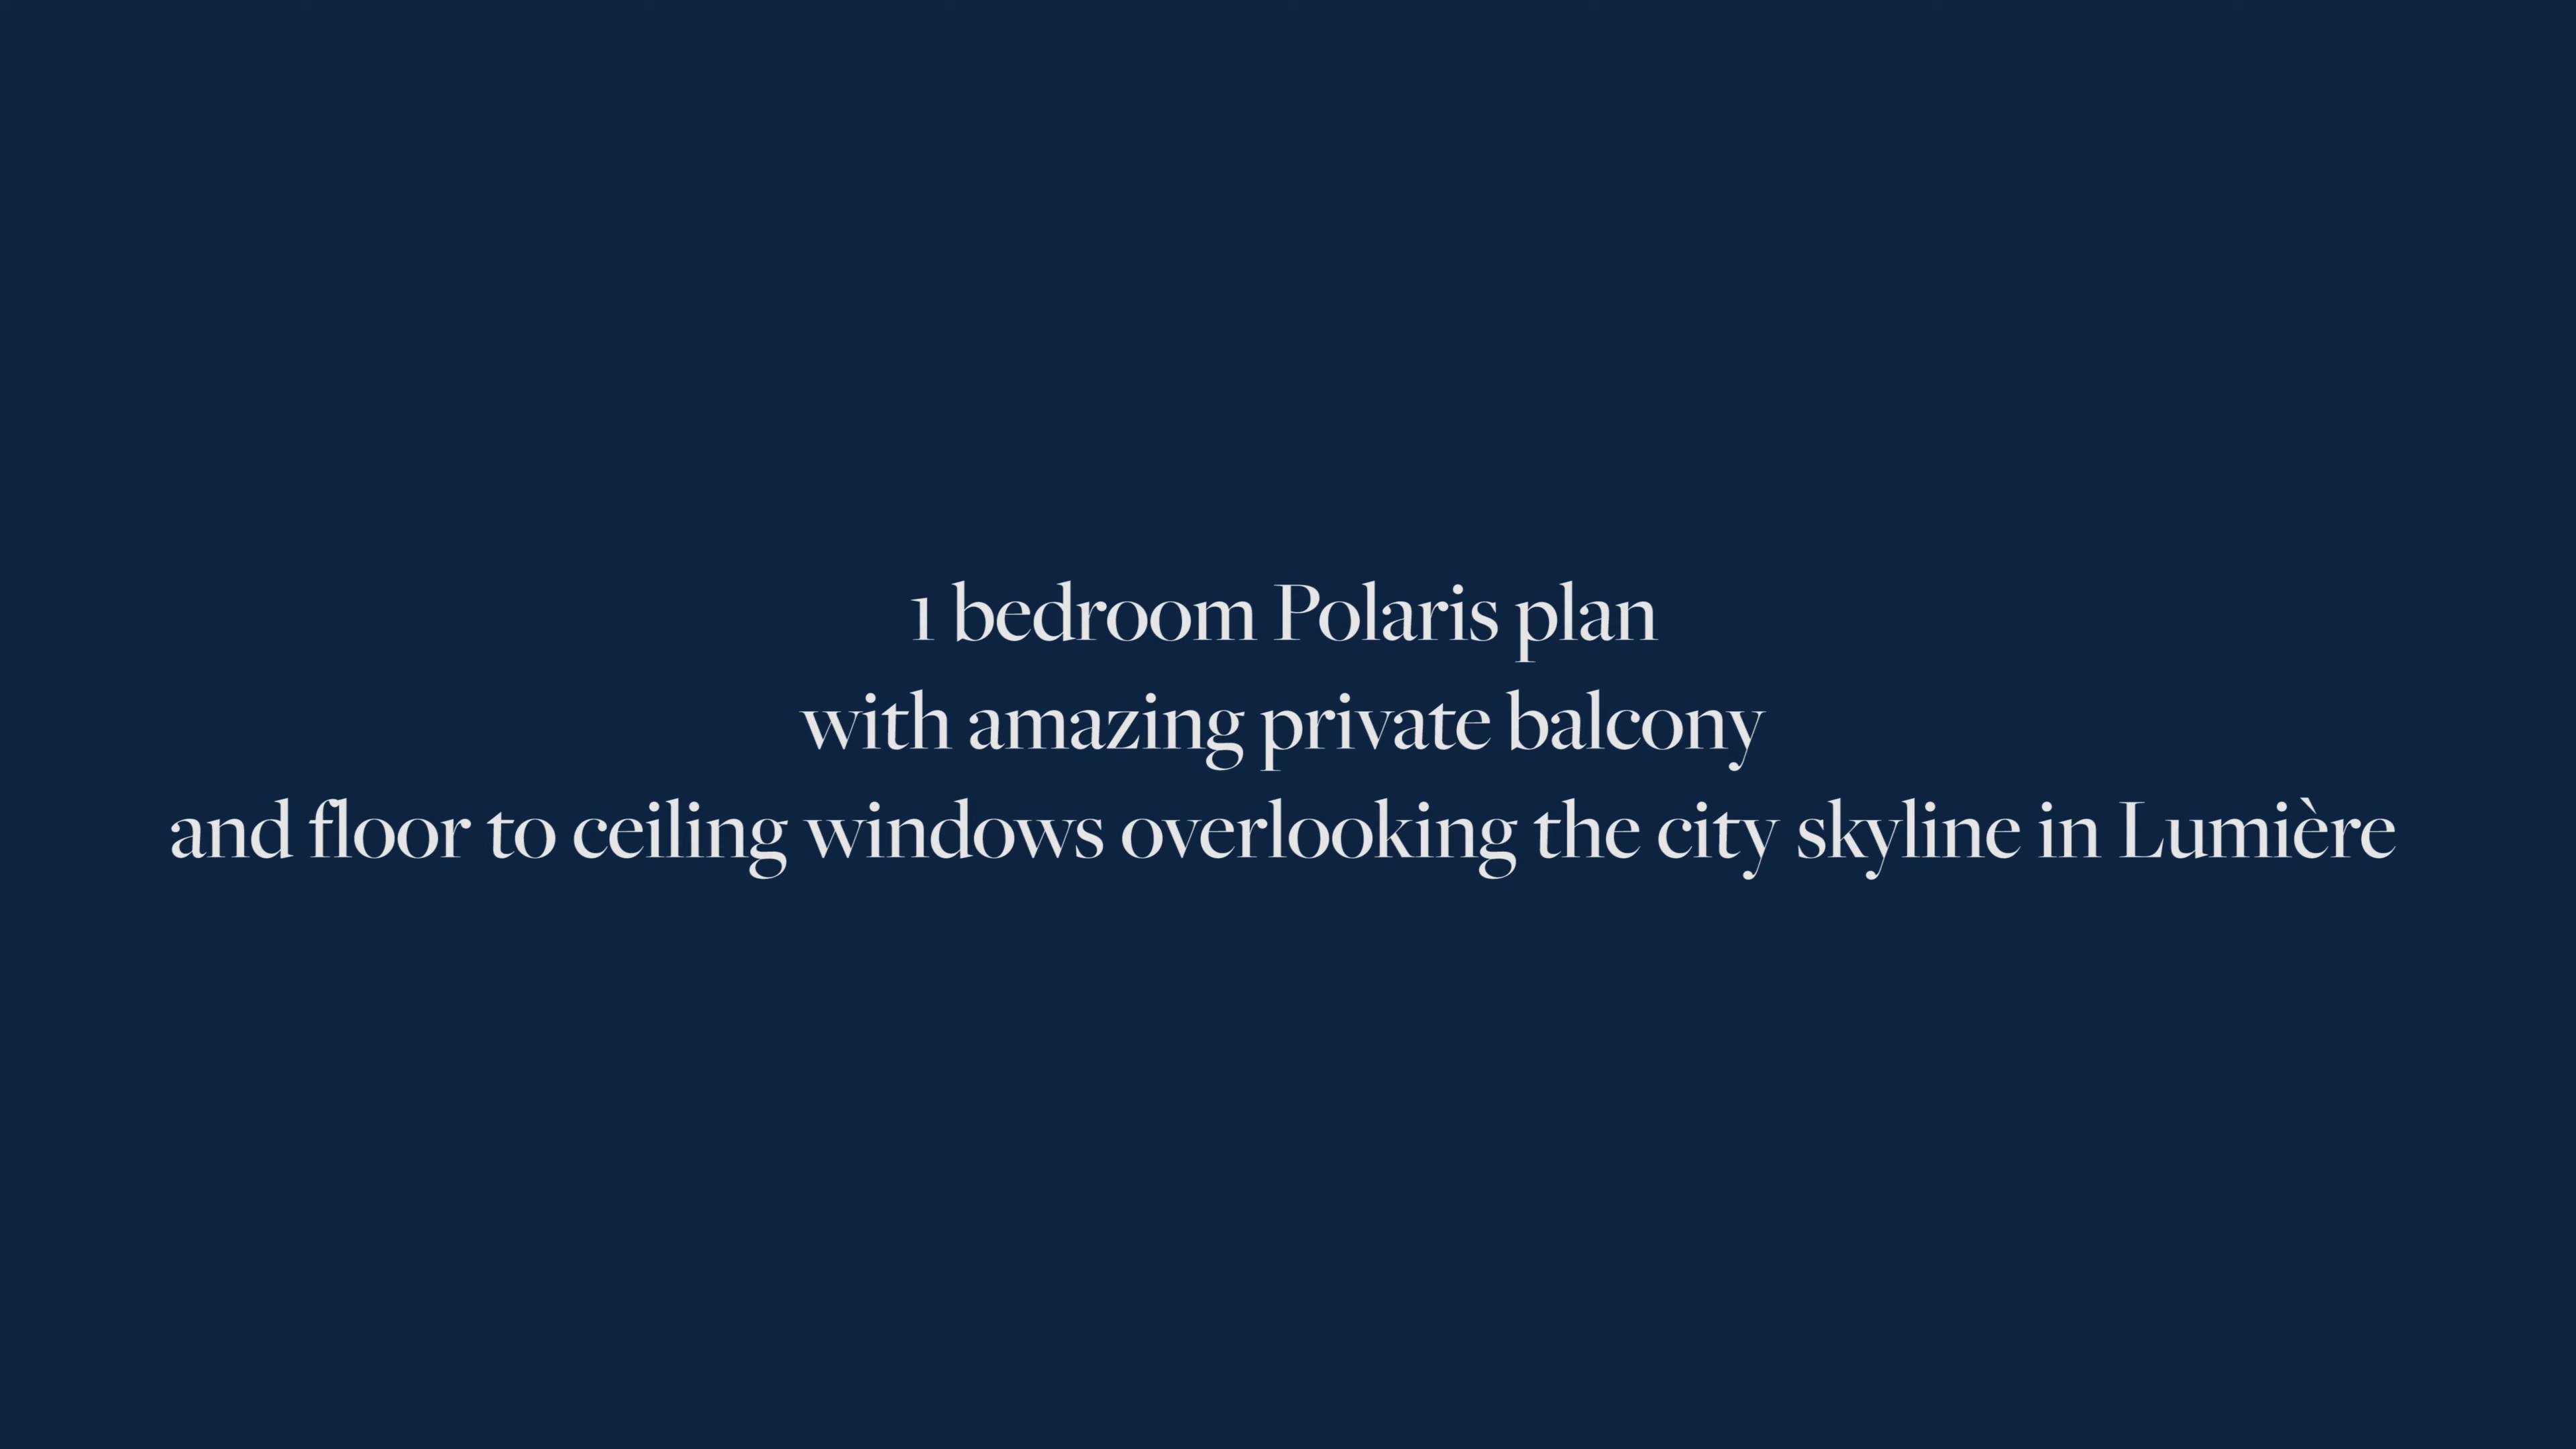 1 bedroom Polaris plan
with amazing private balcony
and floor to ceiling windows overlooking the city skyline in Lumière